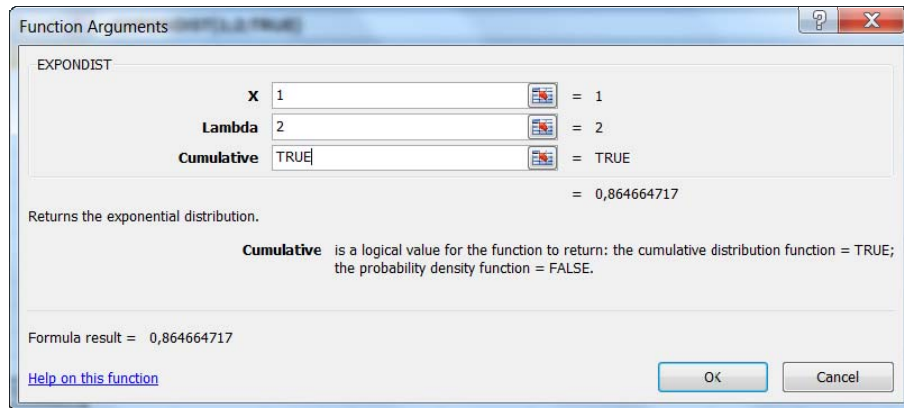 Function Arguments
EXPONDIST
X 1 = 1
Lambda 2 = 2
Cumulative TRUE = TRUE
= 0,864664717
Returns the exponential distribution.
Cumulative is a logical value for the function to return: the cumulative distribution function = TRUE;
the probability density function = FALSE.
Formula result = 0,864664717
Help on this function
OK Cancel